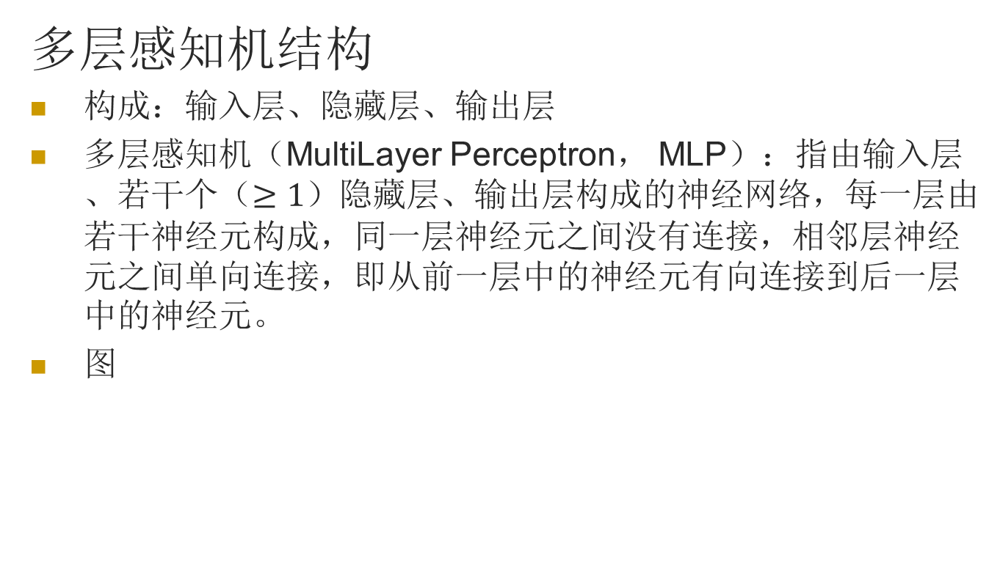 多层感知机结构
构成：输入层、隐藏层、输出层
多层感知机（MultiLayer Perceptron， MLP）：指由输入层
、若干个（≥ 1）隐藏层、输出层构成的神经网络，每一层由
若干神经元构成，同一层神经元之间没有连接，相邻层神经
元之间单向连接，即从前一层中的神经元有向连接到后一层
中的神经元。
图